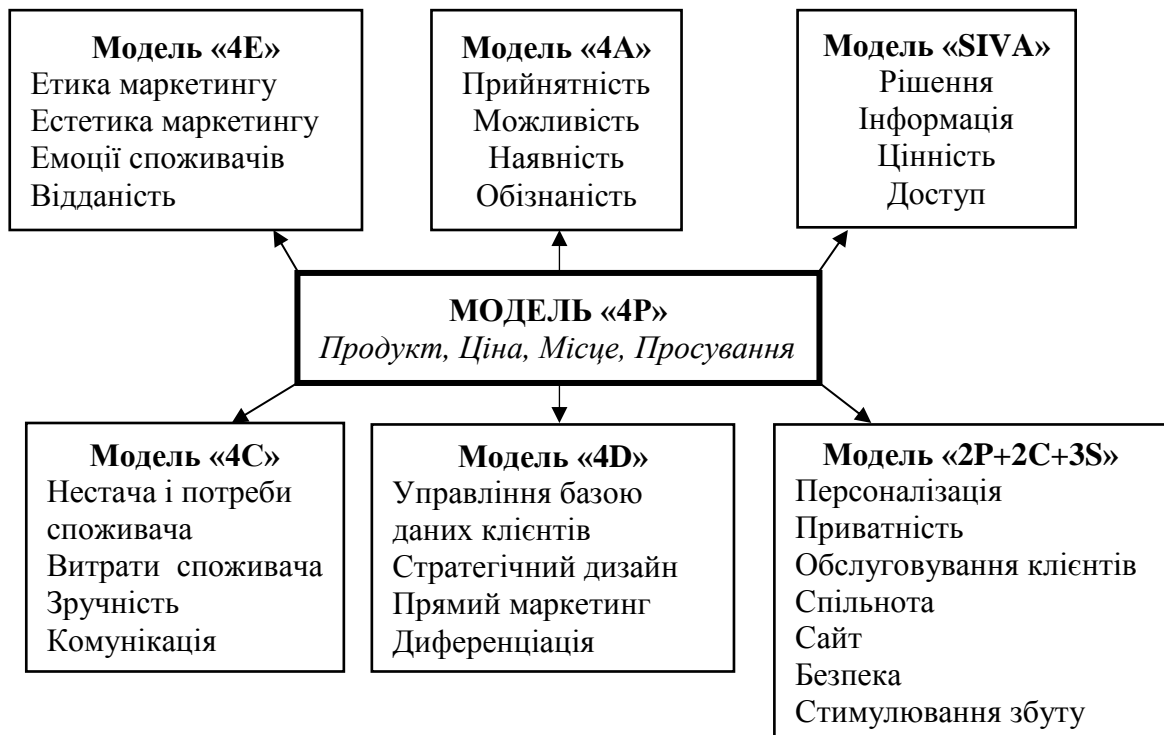 Модель «4E»
Етика маркетингу
Естетика маркетингу
Емоції споживачів
Відданість
Модель «4A»
Прийнятність
Можливість
Наявність
Обізнаність
Модель «SIVA»
Рішення
Інформація
Цінність
Доступ
МОДЕЛЬ «4P»
Продукт, Ціна, Місце, Просування
Модель «4C»
Нестача і потреби
споживача
Витрати споживача
Зручність
Комунікація
Модель «4D»
Управління базою
даних клієнтів
Стратегічний дизайн
Прямий маркетинг
Диференціація
Модель «2P+2C+3S»
Персоналізація
Приватність
Обслуговування клієнтів
Спільнота
Сайт
Безпека
Стимулювання збуту